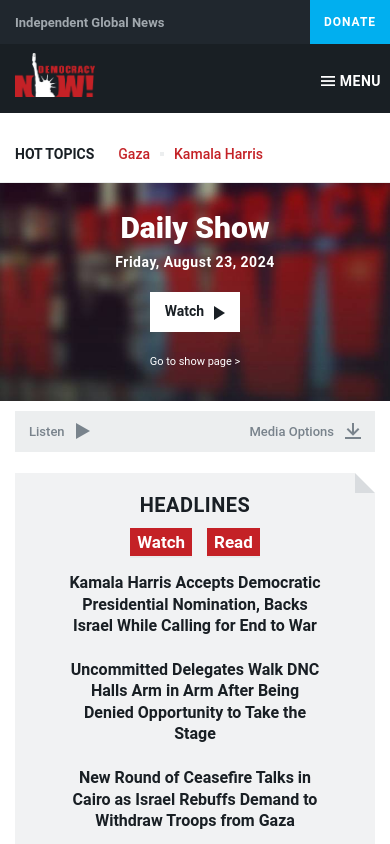 Independent Global News
DONATE
DEMOCRACY
NOW!
MENU
HOT TOPICS
Gaza
Kamala Harris
Daily Show
Friday, August 23, 2024
Watch
Go to show page >
Listen
Media Options
HEADLINES
Watch
Read
Kamala Harris Accepts Democratic
Presidential Nomination, Backs
Israel While Calling for End to War
Uncommitted Delegates Walk DNC
Halls Arm in Arm After Being
Denied Opportunity to Take the
Stage
New Round of Ceasefire Talks in
Cairo as Israel Rebuffs Demand to
Withdraw Troops from Gaza